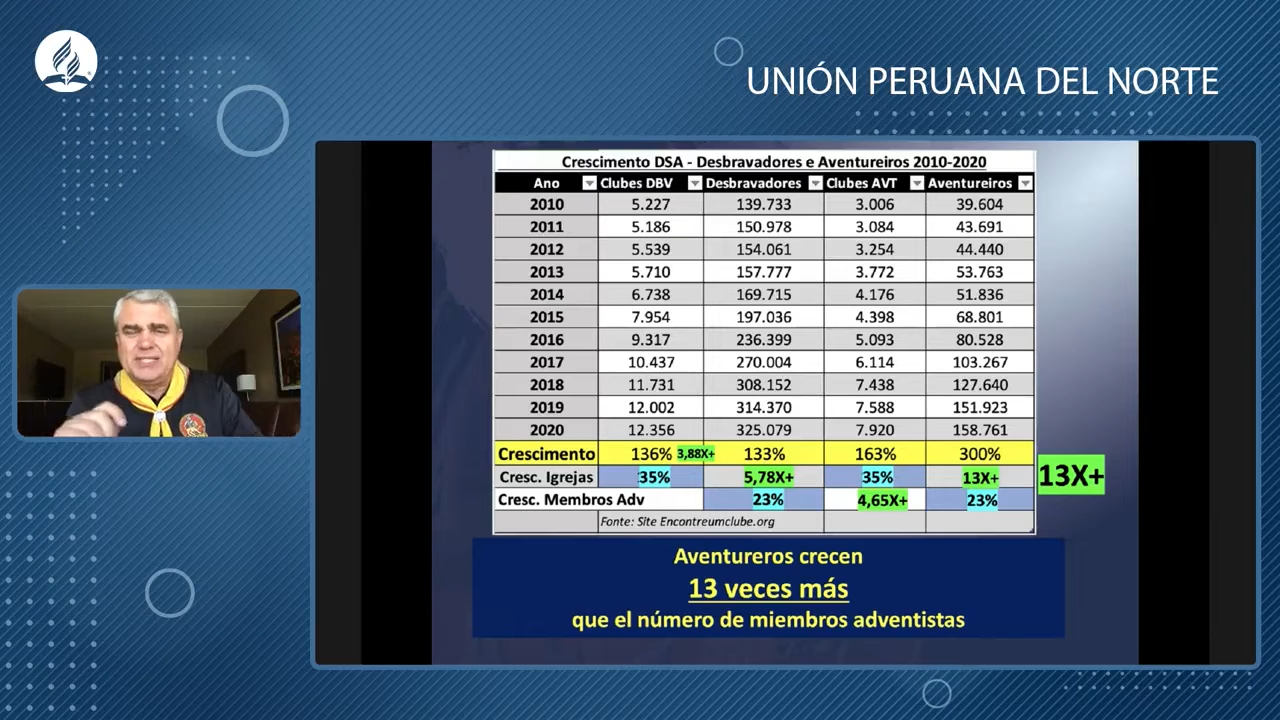 UNIÓN PERUANA DEL NORTE
Crescimento DSA - Desbravadores e Aventureiros 2010-2020
Ano Clubes DBV Desbravadores Clubes AVT Aventureiros
2010 5.227 139.733 3.006 39.604
2011 5.186 150.978 3.084 43.691
2012 5.539 154.061 3.254 44.440
2013 5.710 157.777 3.772 53.763
2014 6.738 169.715 4.176 51.836
2015 7.954 197.036 4.398 68.801
2016 9.317 236.399 5.093 80.528
2017 10.437 270.004 6.114 103.267
2018 11.731 308.152 7.438 127.640
2019 12.002 314.370 7.588 151.923
2020 12.356 325.079 7.920 158.761
Crescimento 136% 3,88X+ 133% 163% 300%
Cresc. Igrejas 35% 5,78X+ 35% 13X+ 13X+
Cresc. Membros Adv 23% 4,65X+ 23%
Fonte: Site Encontreumclube.org
Aventureros crecen
13 veces más
que el número de miembros adventistas